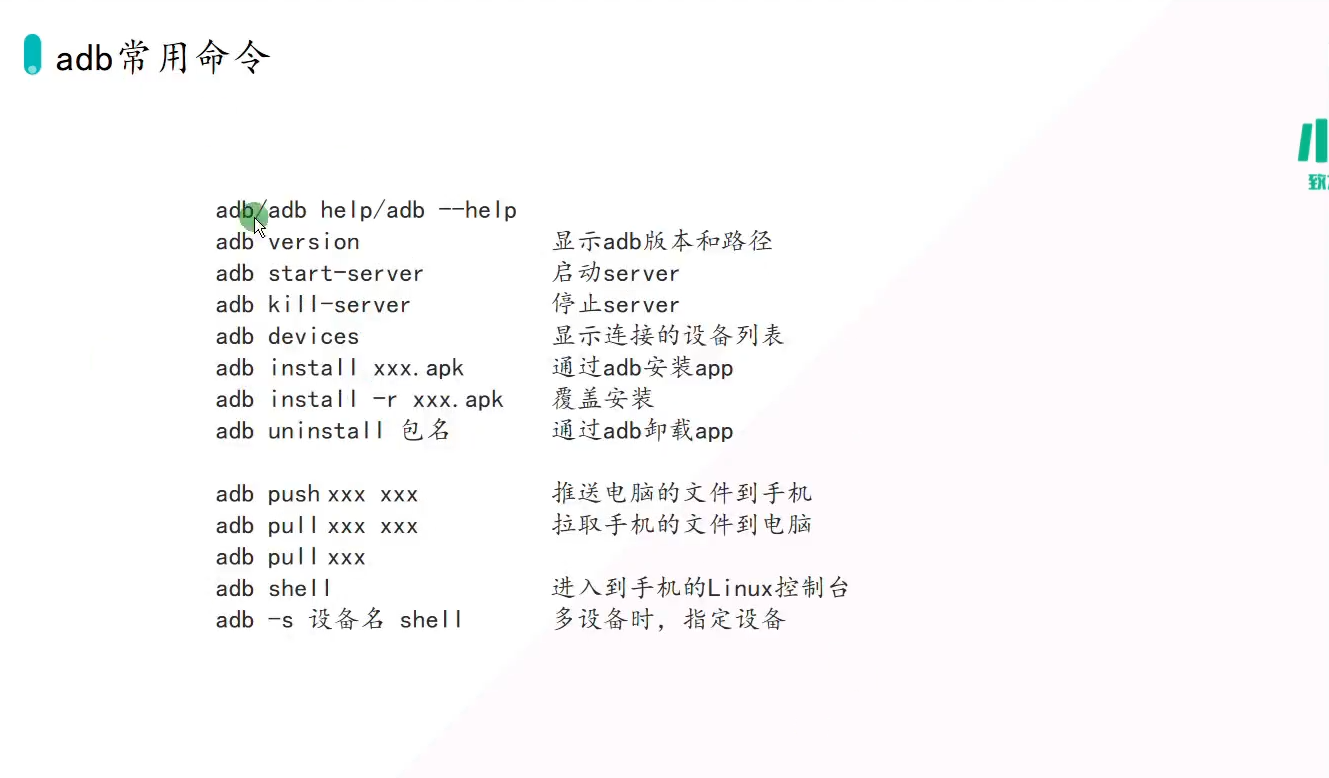 adb常用命令
adb/adb help/adb --help
adb version 显示adb版本和路径
adb start-server 启动server
adb kill-server 停止server
adb devices 显示连接的设备列表
adb install xxx.apk 通过adb安装app
adb install -r xxx.apk 覆盖安装
adb uninstall 包名 通过adb卸载app
adb push xxx xxx 推送电脑的文件到手机
adb pull xxx xxx 拉取手机的文件到电脑
adb pull xxx
adb shell 进入到手机的Linux控制台
adb -s 设备名 shell 多设备时，指定设备